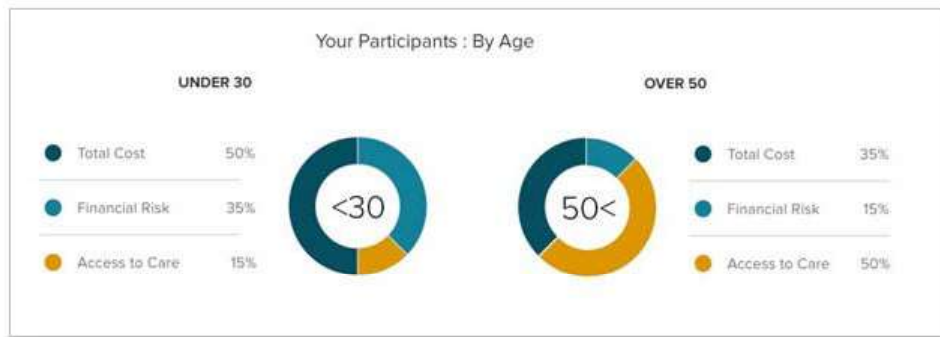 Your Participants : By Age
UNDER 30
Total Cost 50%
Financial Risk 35%
Access to Care 15%
<30
OVER 50
50<
Total Cost 35%
Financial Risk 15%
Access to Care 50%